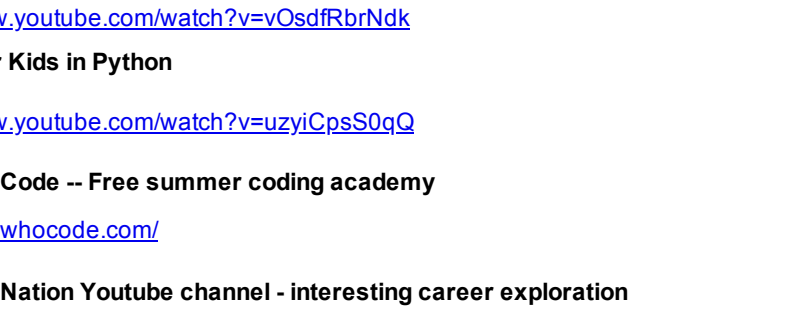 w.youtube.com/watch?v=vOsdfRbrNdk
r Kids in Python
w.youtube.com/watch?v=uzyiCpsS0qQ
Code -- Free summer coding academy
whocode.com/
Nation Youtube channel - interesting career exploration